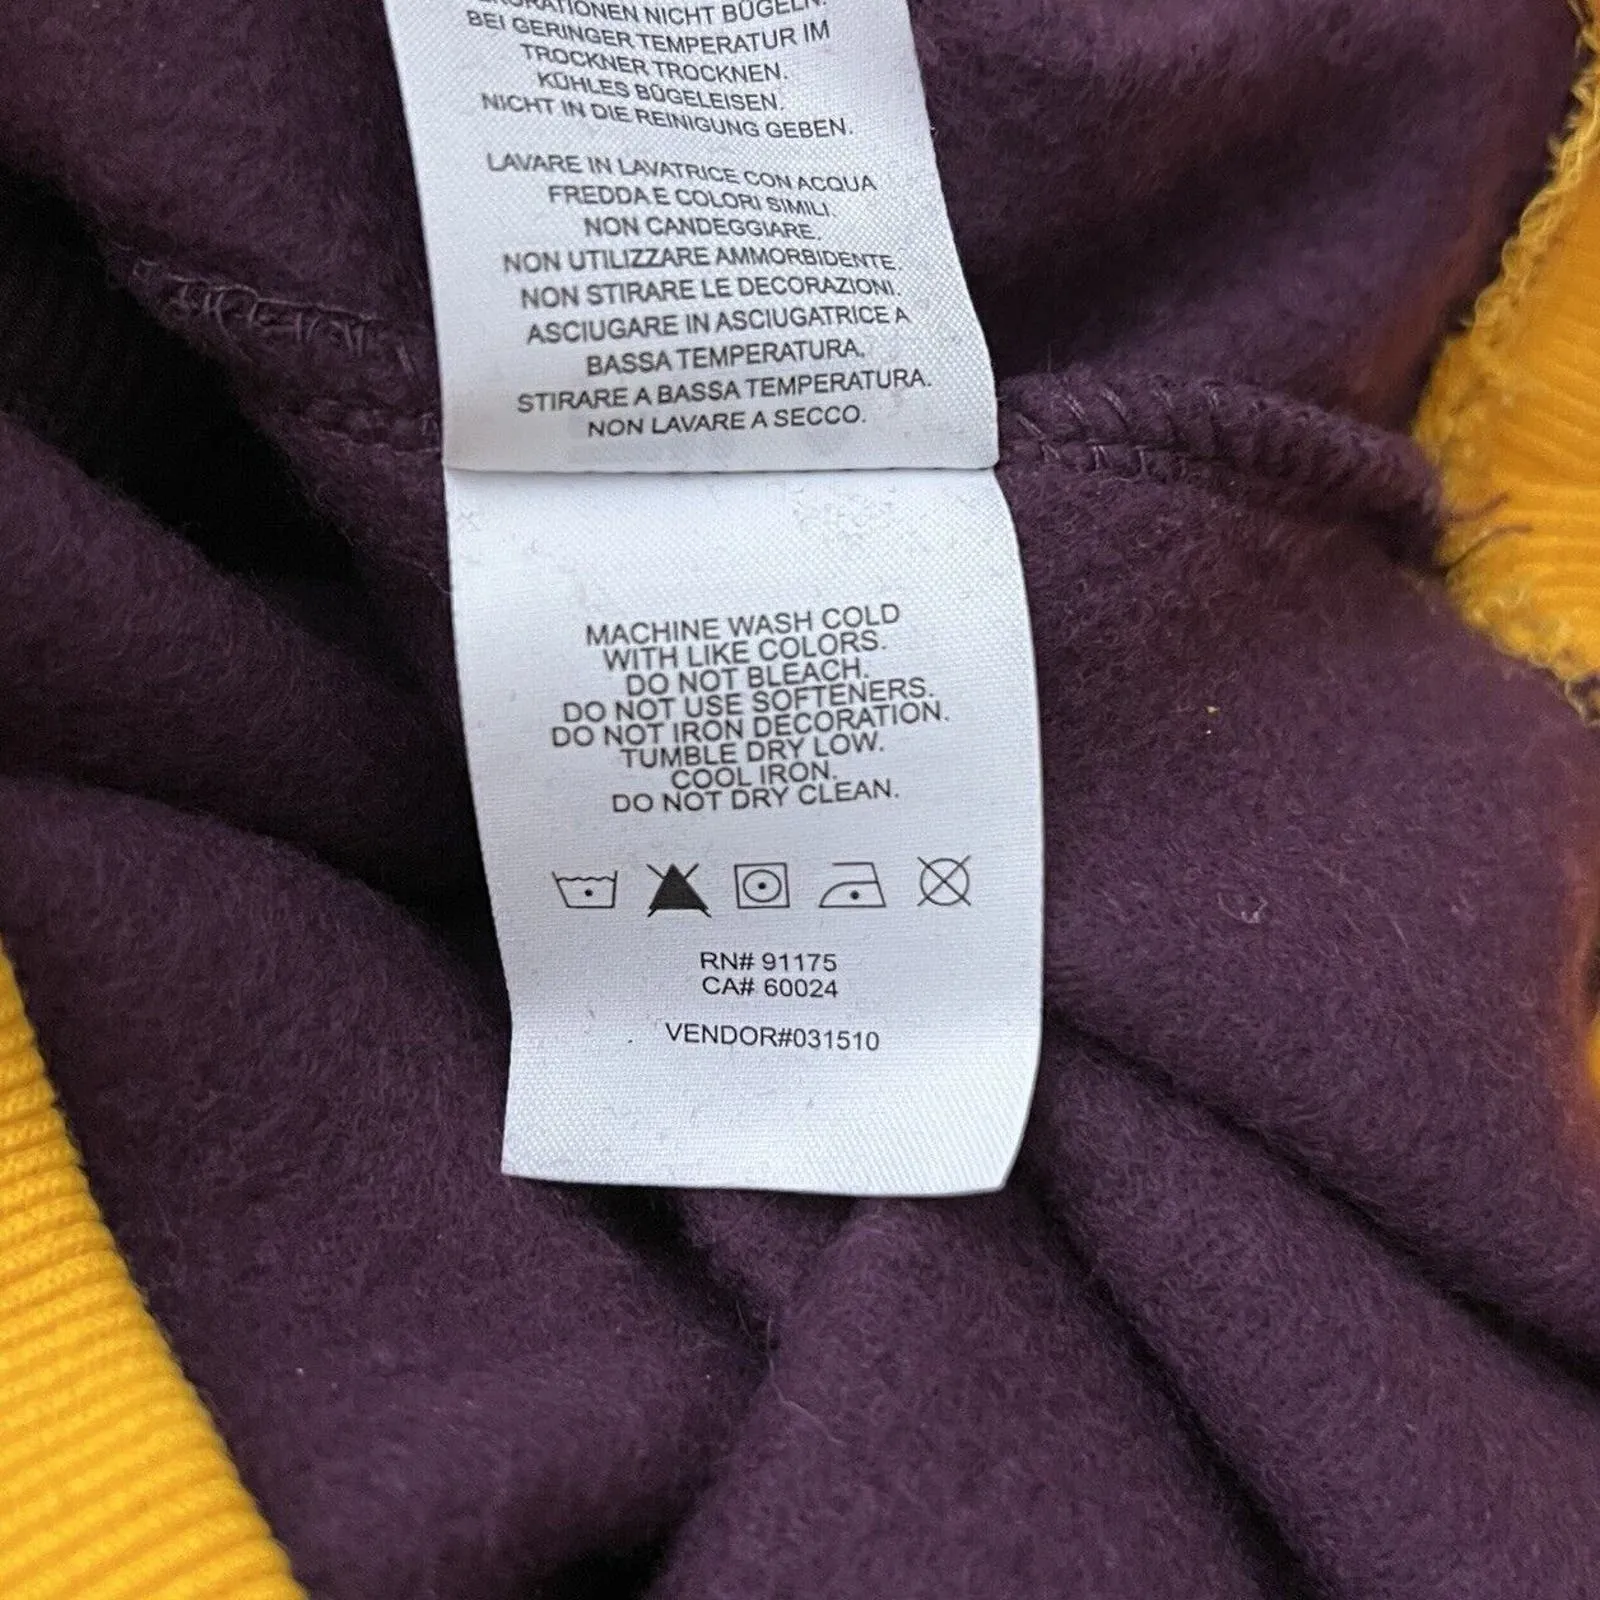 NICHT BÜGELN.
BEI GERINGER TEMPERATUR IM
TROCKNER TROCKNEN.
KÜHLES BÜGELEISEN.
NICHT IN DIE REINIGUNG GEBEN.
LAVARE IN LAVATRICE CON ACQUA
FREDDA E COLORI SIMILI.
NON CANDEGGIARE.
NON UTILIZZARE AMMORBIDENTE.
NON STIRARE LE DECORAZIONI.
ASCIUGARE IN ASCIUGATRICE A
BASSA TEMPERATURA.
STIRARE A BASSA TEMPERATURA.
NON LAVARE A SECCO.
MACHINE WASH COLD
WITH LIKE COLORS.
DO NOT BLEACH.
DO NOT USE SOFTENERS.
DO NOT IRON DECORATION.
TUMBLE DRY LOW.
COOL IRON.
DO NOT DRY CLEAN.
RN# 91175
CA# 60024
VENDOR#031510